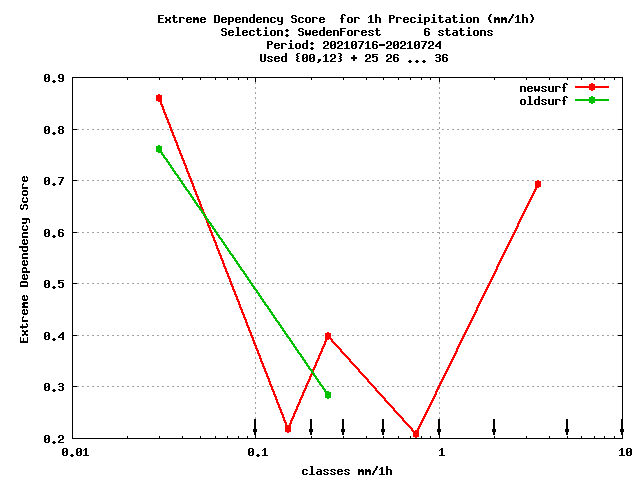 Extreme Dependency Score  for 1h Precipitation (mm/1h)
Selection: SwedenForest      6 stations
Period: 20210716-20210724
Used {00,12} + 25 26 ... 36
newsurf
oldsurf
0.9
0.8
0.7
0.6
0.5
0.4
0.3
0.2
Extreme Dependency Score
0.01 0.1 1 10
classes mm/1h